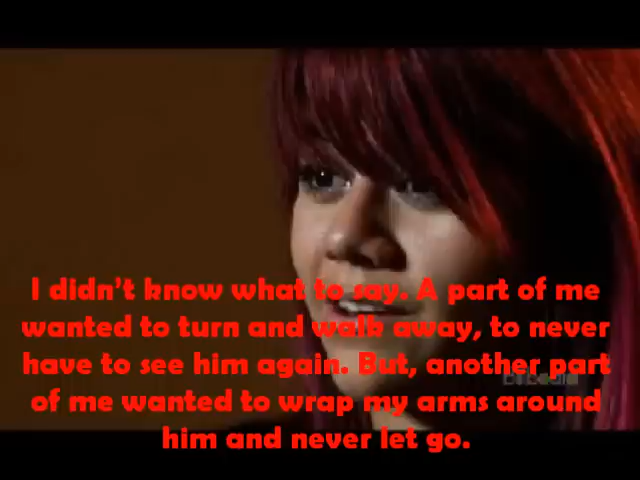 I didn't know what to say. A part of me
wanted to turn and walk away, to never
have to see him again. But, another part
of me wanted to wrap my arms around
him and never let go.